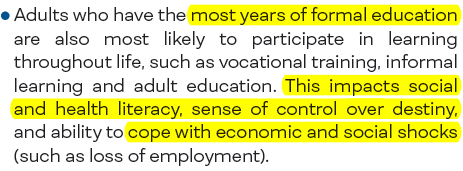 • Adults who have the most years of formal education
are also most likely to participate in learning
throughout life, such as vocational training, informal
learning and adult education. This impacts social
and health literacy, sense of control over destiny,
and ability to cope with economic and social shocks
(such as loss of employment).